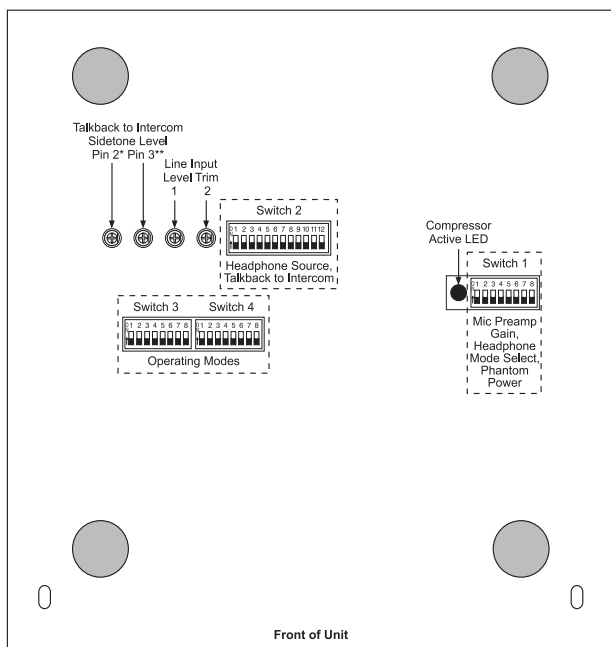 Talkback to Intercom
Sidetone Level
Pin 2* Pin 3**
Line Input
Level Trim
1 2
Switch 2
1 2 3 4 5 6 7 8 9 10 11 12
Headphone Source,
Talkback to Intercom
Compressor
Active LED
Switch 1
1 2 3 4 5 6 7 8
Mic Preamp
Gain,
Headphone
Mode Select,
Phantom
Power
Switch 3 Switch 4
1 2 3 4 5 6 7 8 1 2 3 4 5 6 7 8
Operating Modes
Front of Unit